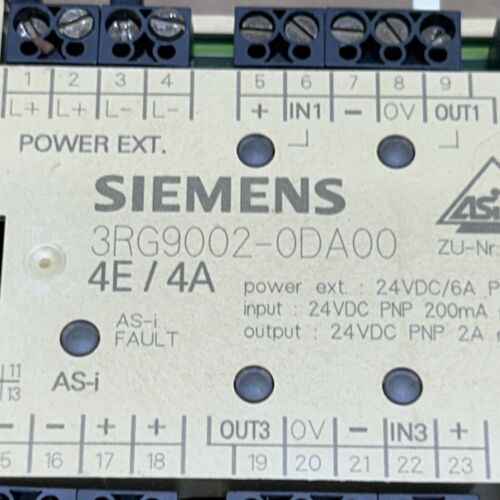 1 2 3 4 5 6 7 8 9
L+ L+ L- L- + IN1 - 0V OUT1
POWER EXT.
SIEMENS
3RG9002-0DA00
4E / 4A
ASi
ZU-Nr.
power ext. : 24VDC/6A P
input : 24VDC PNP 200mA
output : 24VDC PNP 2A
AS-i
FAULT
11
13
AS-i
- - + + OUT3 0V - IN3 +
5 16 17 18 19 20 21 22 23